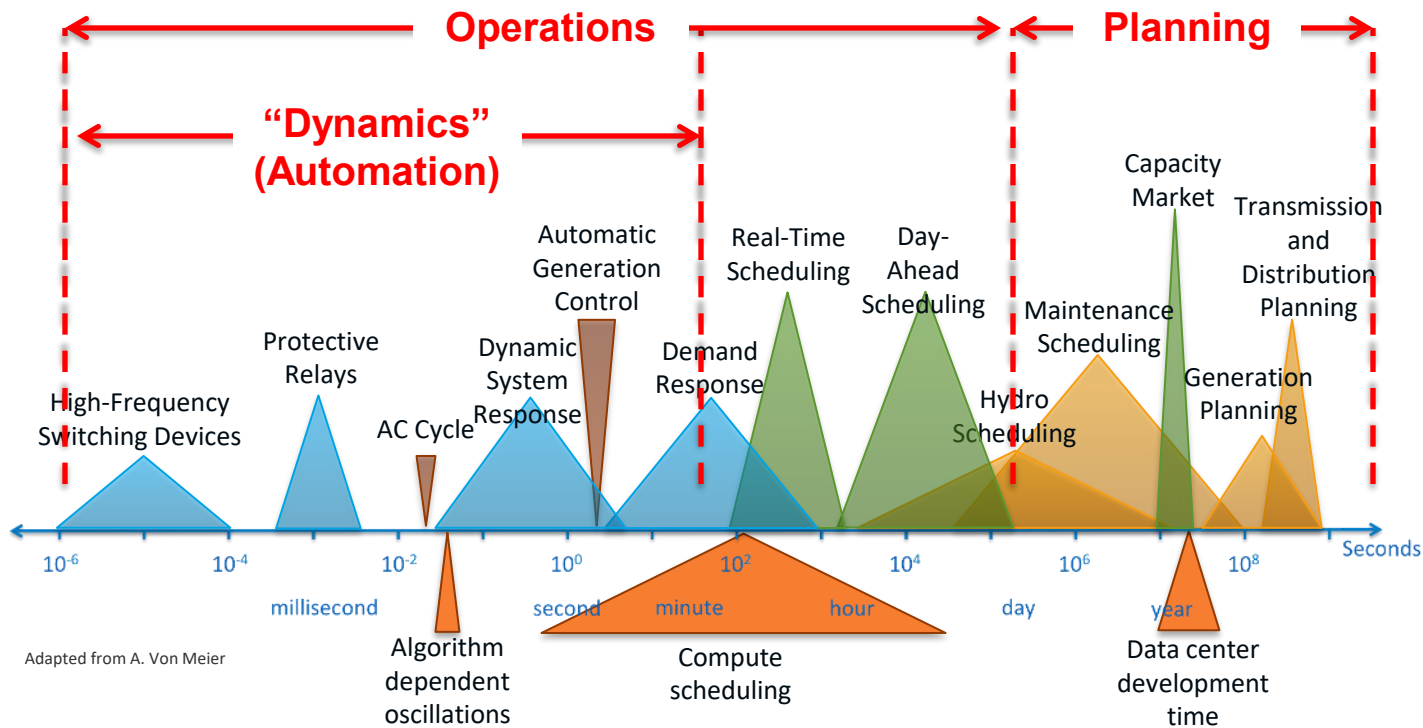 Operations
Planning
“Dynamics”
(Automation)
Capacity
Market
Transmission
and
Distribution
Planning
Automatic
Generation
Control
Real-Time
Scheduling
Day-
Ahead
Scheduling
Maintenance
Scheduling
Protective
Relays
Dynamic
System
Response
Demand
Response
Generation
Planning
High-Frequency
Switching Devices
AC Cycle
Hydro
Scheduling
10⁻⁶
10⁻⁴
10⁻²
10⁰
10²
10⁴
10⁶
10⁸
Seconds
millisecond
second
minute
hour
day
year
Adapted from A. Von Meier
Algorithm
dependent
oscillations
Compute
scheduling
Data center
development
time